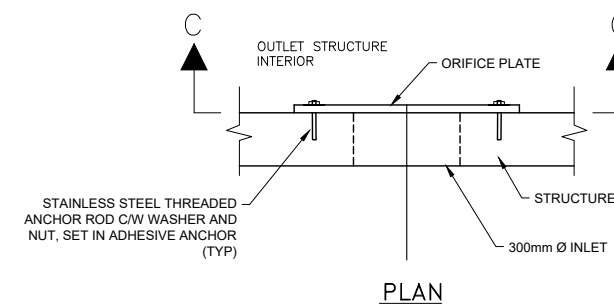 C
OUTLET STRUCTURE
INTERIOR
ORIFICE PLATE
STAINLESS STEEL THREADED
ANCHOR ROD C/W WASHER AND
NUT, SET IN ADHESIVE ANCHOR
(TYP)
STRUCTURE
300mm Ø INLET
PLAN